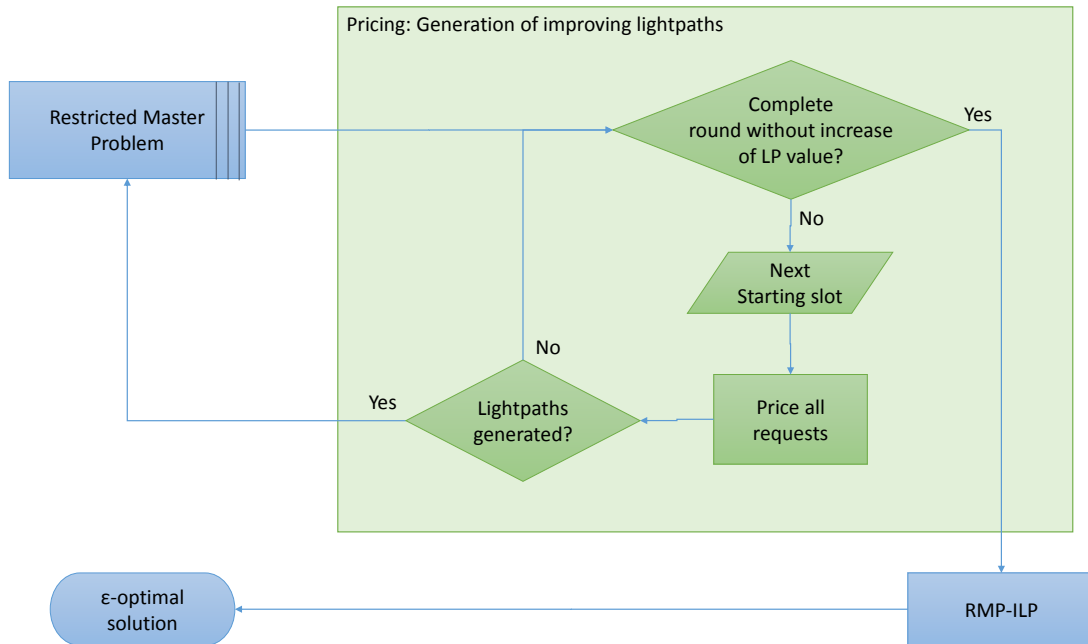 Pricing: Generation of improving lightpaths
Restricted Master
Problem
Complete
round without increase
of LP value?
Yes
No
Next
Starting slot
Price all
requests
Lightpaths
generated?
No
Yes
RMP-ILP
ε-optimal
solution